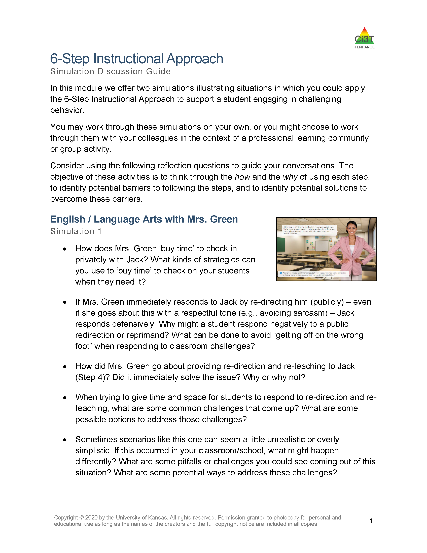 6-Step Instructional Approach
Simulation Discussion Guide
In this module we offer two simulations illustrating situations in which you could apply
the 6-Step Instructional Approach to support a student engaging in challenging
behavior.
You may work through these simulations on your own, or you might choose to work
through them with your colleagues in the context of a professional learning community
or group activity.
Consider using the following reflection questions to guide your conversations. The
objective of these activities is to think through the how and the why of using each step,
to identify potential barriers to following the steps, and to identify potential solutions to
overcome these barriers.
English / Language Arts with Mrs. Green
Simulation 1
• How does Mrs. Green 'buy time' to check in
privately with Jack? What kinds of strategies can
you use to 'buy time' to check on your students
when they need it?
• If Mrs. Green immediately responds to Jack by re-directing him (publicly) – even
if she goes about this with a respectful tone (e.g., avoiding sarcasm) – Jack
responds defensively. Why might a student respond negatively to a public
redirection or reprimand? What can be done to avoid 'getting off on the wrong
foot' when responding to classroom challenges?
• How did Mrs. Green go about providing re-direction and re-teaching to Jack
(Step 4)? Did it immediately solve the issue? Why or why not?
• When trying to give time and space for students to respond to re-direction and re-
teaching, what are some common challenges that come up? What are some
possible options to address those challenges?
• Sometimes scenarios like this one can seem a little unrealistic or overly
simplistic. If this occurred in your classroom/school, what might happen
differently? What are some pitfalls or challenges you could see coming out of this
situation? What are some potential ways to address these challenges?
Copyright © 2020 by the University of Kansas. All rights reserved. Permission granted to photocopy for personal and
educational use as long as the names of the creators and the full copyright notice are included in all copies.
1